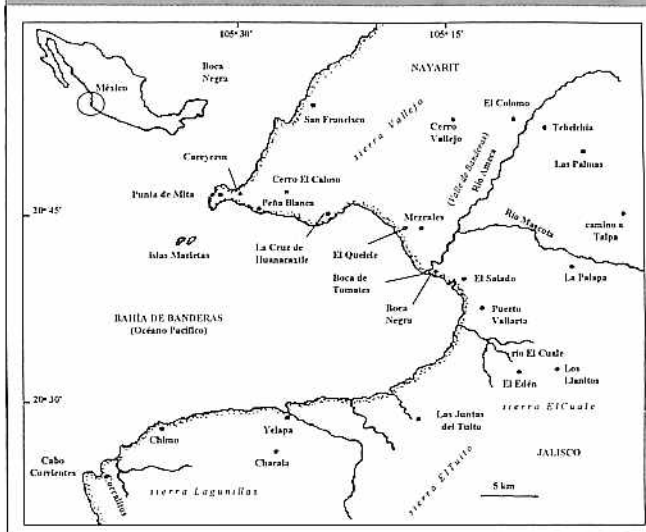 105° 30'
105° 15'
Boca
Negra
México
NAYARIT
San Francisco
sierra Vallejo
Cerro
Vallejo
El Colomo
Tebelchia
Las Palmas
(Valle de Banderas)
Río Ameca
Careyeros
Cerro El Caloso
Punta de Mita
Peña Blanca
20° 45'
Mezcales
Río Mascota
camino a
Talpa
La Cruz de
Huanacaxtle
El Quelele
Islas Marietas
Boca de
Tomates
El Salado
La Palapa
Boca
Negra
Puerto
Vallarta
BAHÍA DE BANDERAS
(Océano Pacífico)
río El Cuale
El Edén
Los
Llanitos
20° 30'
sierra El Cuale
Las Juntas
del Tuito
Yelapa
Chimo
Chacala
Cabo
Corrientes
Corralitos
sierra Lagunillas
sierra El Tuito
JALISCO
5 km